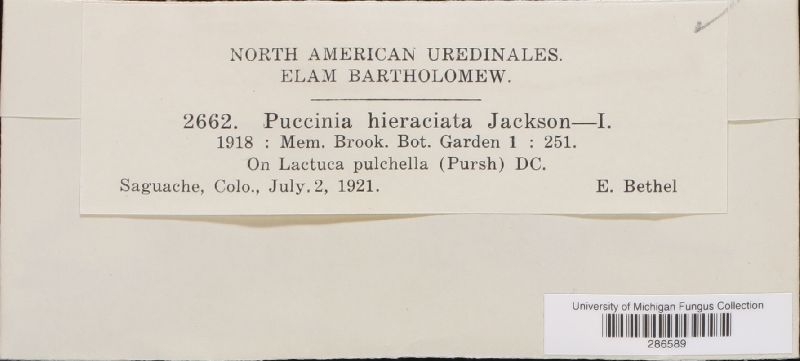 NORTH AMERICAN UREDINALES.
ELAM BARTHOLOMEW.
2662. Puccinia hieraciata Jackson—I.
1918 : Mem. Brook. Bot. Garden 1 : 251.
On Lactuca pulchella (Pursh) DC.
Saguache, Colo., July. 2, 1921. E. Bethel
University of Michigan Fungus Collection
286589